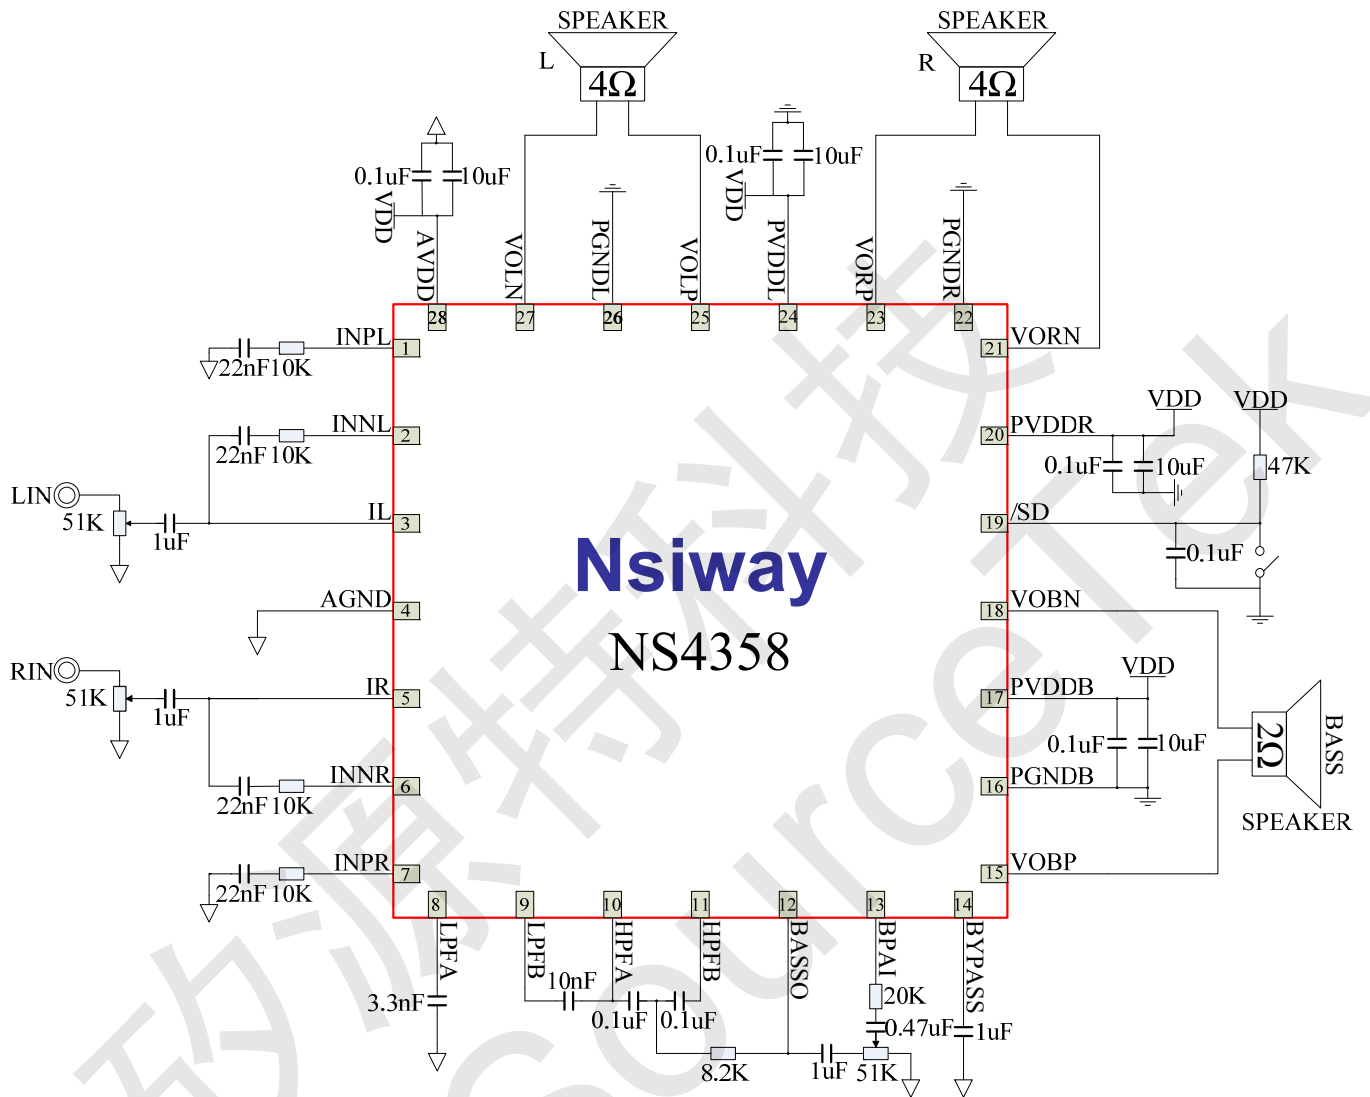 SPEAKER
SPEAKER
L
4Ω
R
4Ω
0.1uF
10uF
0.1uF
10uF
VDD
AVDD
VOLN
PGNDL
VOLP
VDD
PVDDL
VORP
PGNDR
28
27
26
25
24
23
22
INPL
1
22nF
10K
21
VORN
INNL
2
22nF
10K
VDD
VDD
20
PVDDR
0.1uF
10uF
47K
LIN
51K
1uF
IL
3
19
/SD
0.1uF
Nsiway
NS4358
AGND
4
18
VOBN
RIN
51K
1uF
IR
5
VDD
17
PVDDB
0.1uF
10uF
2Ω
BASS
SPEAKER
INNR
6
22nF
10K
16
PGNDB
INPR
7
22nF
10K
15
VOBP
8
9
10
11
12
13
14
LPFA
LPFB
HPFA
HPFB
BASSO
BPAI
BYPASS
3.3nF
10nF
0.1uF
0.1uF
20K
0.47uF
1uF
8.2K
1uF
51K
矽源特科技
SourceTek